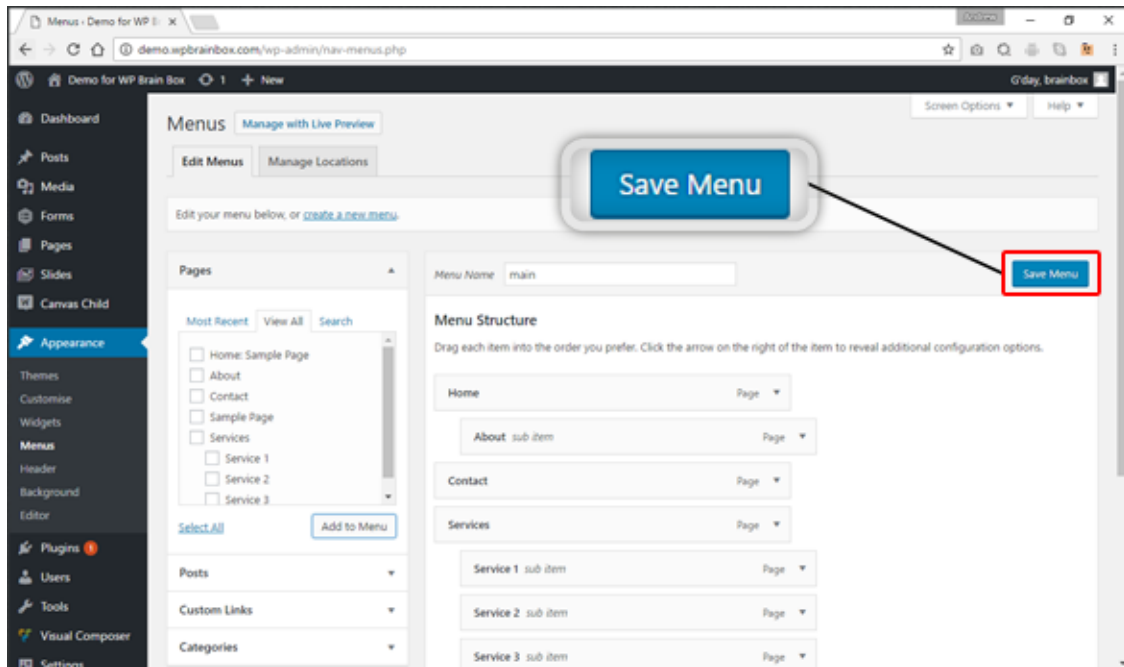 Menus ‹ Demo for WP B
Andrew
demo.wpbrainbox.com/wp-admin/nav-menus.php
Demo for WP Brain Box 1 + New G'day, brainbox
Screen Options Help
Dashboard
Posts
Media
Forms
Pages
Slides
Canvas Child
Appearance
Themes
Customise
Widgets
Menus
Header
Background
Editor
Plugins 1
Users
Tools
Visual Composer
Settings
Menus Manage with Live Preview
Edit Menus Manage Locations
Save Menu
Edit your menu below, or create a new menu.
Pages
Most Recent View All Search
Home: Sample Page
About
Contact
Sample Page
Services
Service 1
Service 2
Service 3
Select All Add to Menu
Posts
Custom Links
Categories
Menu Name main Save Menu
Menu Structure
Drag each item into the order you prefer. Click the arrow on the right of the item to reveal additional configuration options.
Home Page
About sub item Page
Contact Page
Services Page
Service 1 sub item Page
Service 2 sub item Page
Service 3 sub item Page